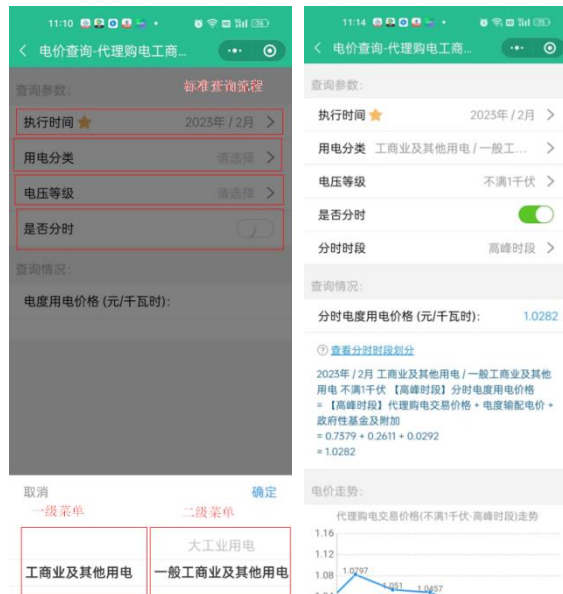 11:10
电价查询-代理购电工商...
查询参数:
标准查询流程
执行时间
2023年 / 2月
用电分类
请选择
电压等级
请选择
是否分时
查询情况:
电度用电价格 (元/千瓦时):
取消
确定
一级菜单
二级菜单
大工业用电
工商业及其他用电
一般工商业及其他用电
11:14
电价查询-代理购电工商...
查询参数:
执行时间
2023年 / 2月
用电分类
工商业及其他用电 / 一般工...
电压等级
不满1千伏
是否分时
分时时段
高峰时段
查询情况:
分时电度用电价格 (元/千瓦时):
1.0282
查看分时时段划分
2023年 / 2月 工商业及其他用电 / 一般工商业及其他
用电 不满1千伏 【高峰时段】分时电度用电价格
= 【高峰时段】代理购电交易价格 + 电度输配电价 +
政府性基金及附加
= 0.7379 + 0.2611 + 0.0292
= 1.0282
电价走势:
代理购电交易价格(不满1千伏-高峰时段)走势
1.16
1.12
1.08
1.0797
1.051
1.0457